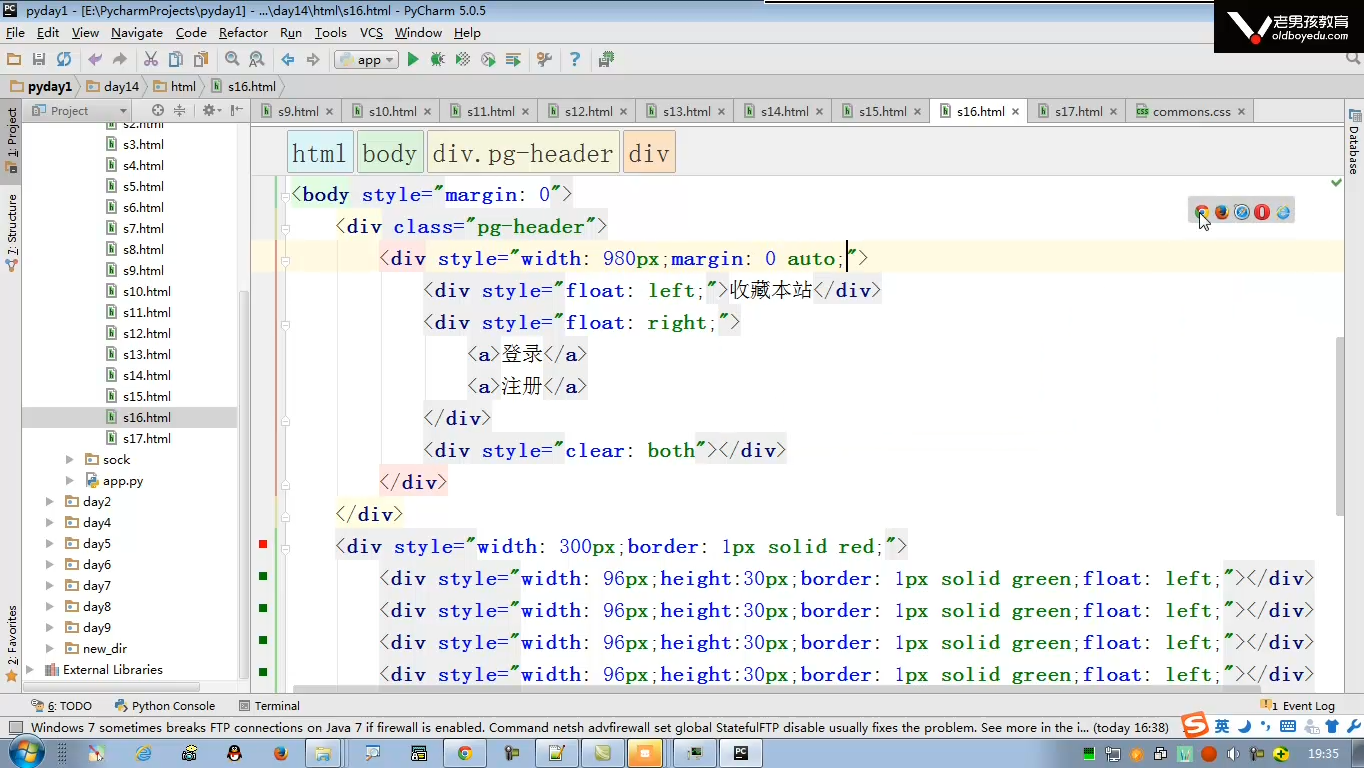 pyday1 - [E:\PycharmProjects\pyday1] - ...\day14\html\s16.html - PyCharm 5.0.5
老男孩教育
oldboyedu.com
File Edit View Navigate Code Refactor Run Tools VCS Window Help
app
pyday1 day14 html s16.html
Project
s9.html s10.html s11.html s12.html s13.html s14.html s15.html s16.html s17.html commons.css
1: Project
7: Structure
2: Favorites
Database
s2.html
s3.html
s4.html
s5.html
s6.html
s7.html
s8.html
s9.html
s10.html
s11.html
s12.html
s13.html
s14.html
s15.html
s16.html
s17.html
sock
app.py
day2
day4
day5
day6
day7
day8
day9
new_dir
External Libraries
html body div.pg-header div
<body style="margin: 0">
<div class="pg-header">
<div style="width: 980px;margin: 0 auto;">
<div style="float: left;">收藏本站</div>
<div style="float: right;">
<a>登录</a>
<a>注册</a>
</div>
<div style="clear: both"></div>
</div>
</div>
<div style="width: 300px;border: 1px solid red;">
<div style="width: 96px;height:30px;border: 1px solid green;float: left;"></div>
<div style="width: 96px;height:30px;border: 1px solid green;float: left;"></div>
<div style="width: 96px;height:30px;border: 1px solid green;float: left;"></div>
<div style="width: 96px;height:30px;border: 1px solid green;float: left;"></div>
6: TODO Python Console Terminal 1 Event Log
Windows 7 sometimes breaks FTP connections on Java 7 if firewall is enabled. Command netsh advfirewall set global StatefulFTP disable usually fixes the problem. See more in the i... (today 16:38)
英
19:35